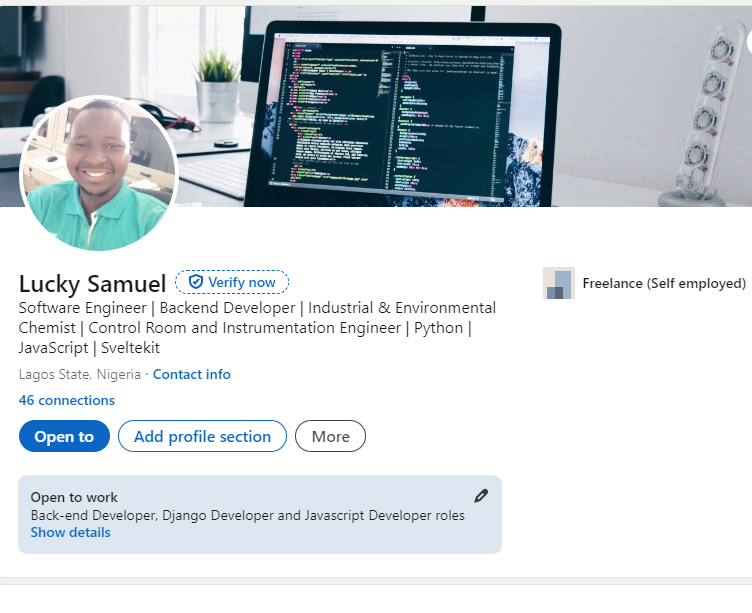 Lucky Samuel
Verify now
Freelance (Self employed)
Software Engineer | Backend Developer | Industrial & Environmental
Chemist | Control Room and Instrumentation Engineer | Python |
JavaScript | Sveltekit
Lagos State, Nigeria · Contact info
46 connections
Open to
Add profile section
More
Open to work
Back-end Developer, Django Developer and Javascript Developer roles
Show details